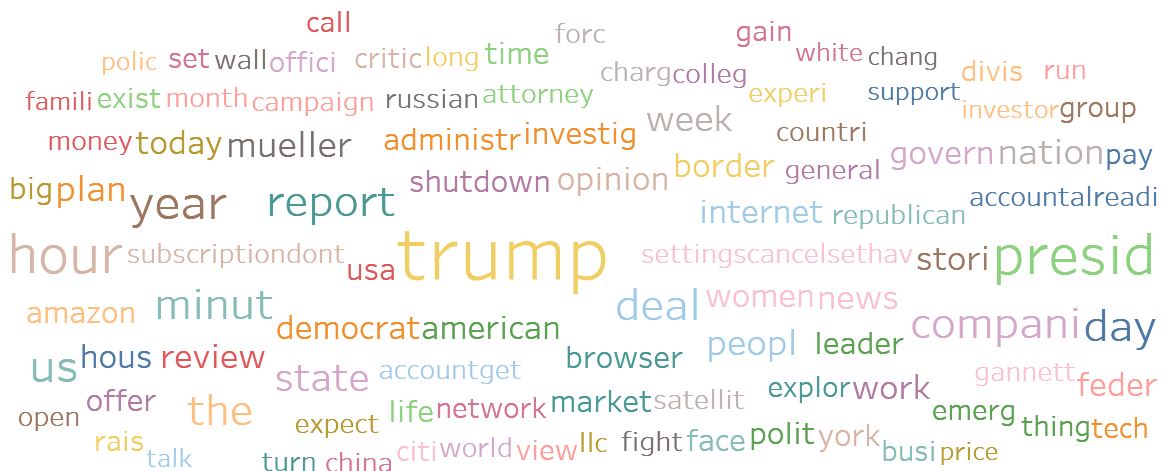 call
forc gain
polic set wall offici critic long time white chang
charg colleg divis run
famili exist month campaign russian attorney experi support investor group
money today mueller administr investig week countri
border general govern nation pay
big plan year report shutdown opinion accountalreadi
internet republican
hour subscriptiondont usa trump settingscancelsethav stori presid
amazon minut deal women news
democrat american compani day
us hous review browser peopl leader
state accountget gannett
open offer the explor work feder
expect life network market satellit emerg thing tech
rais talk citi world view llc fight face polit york
turn china busi price